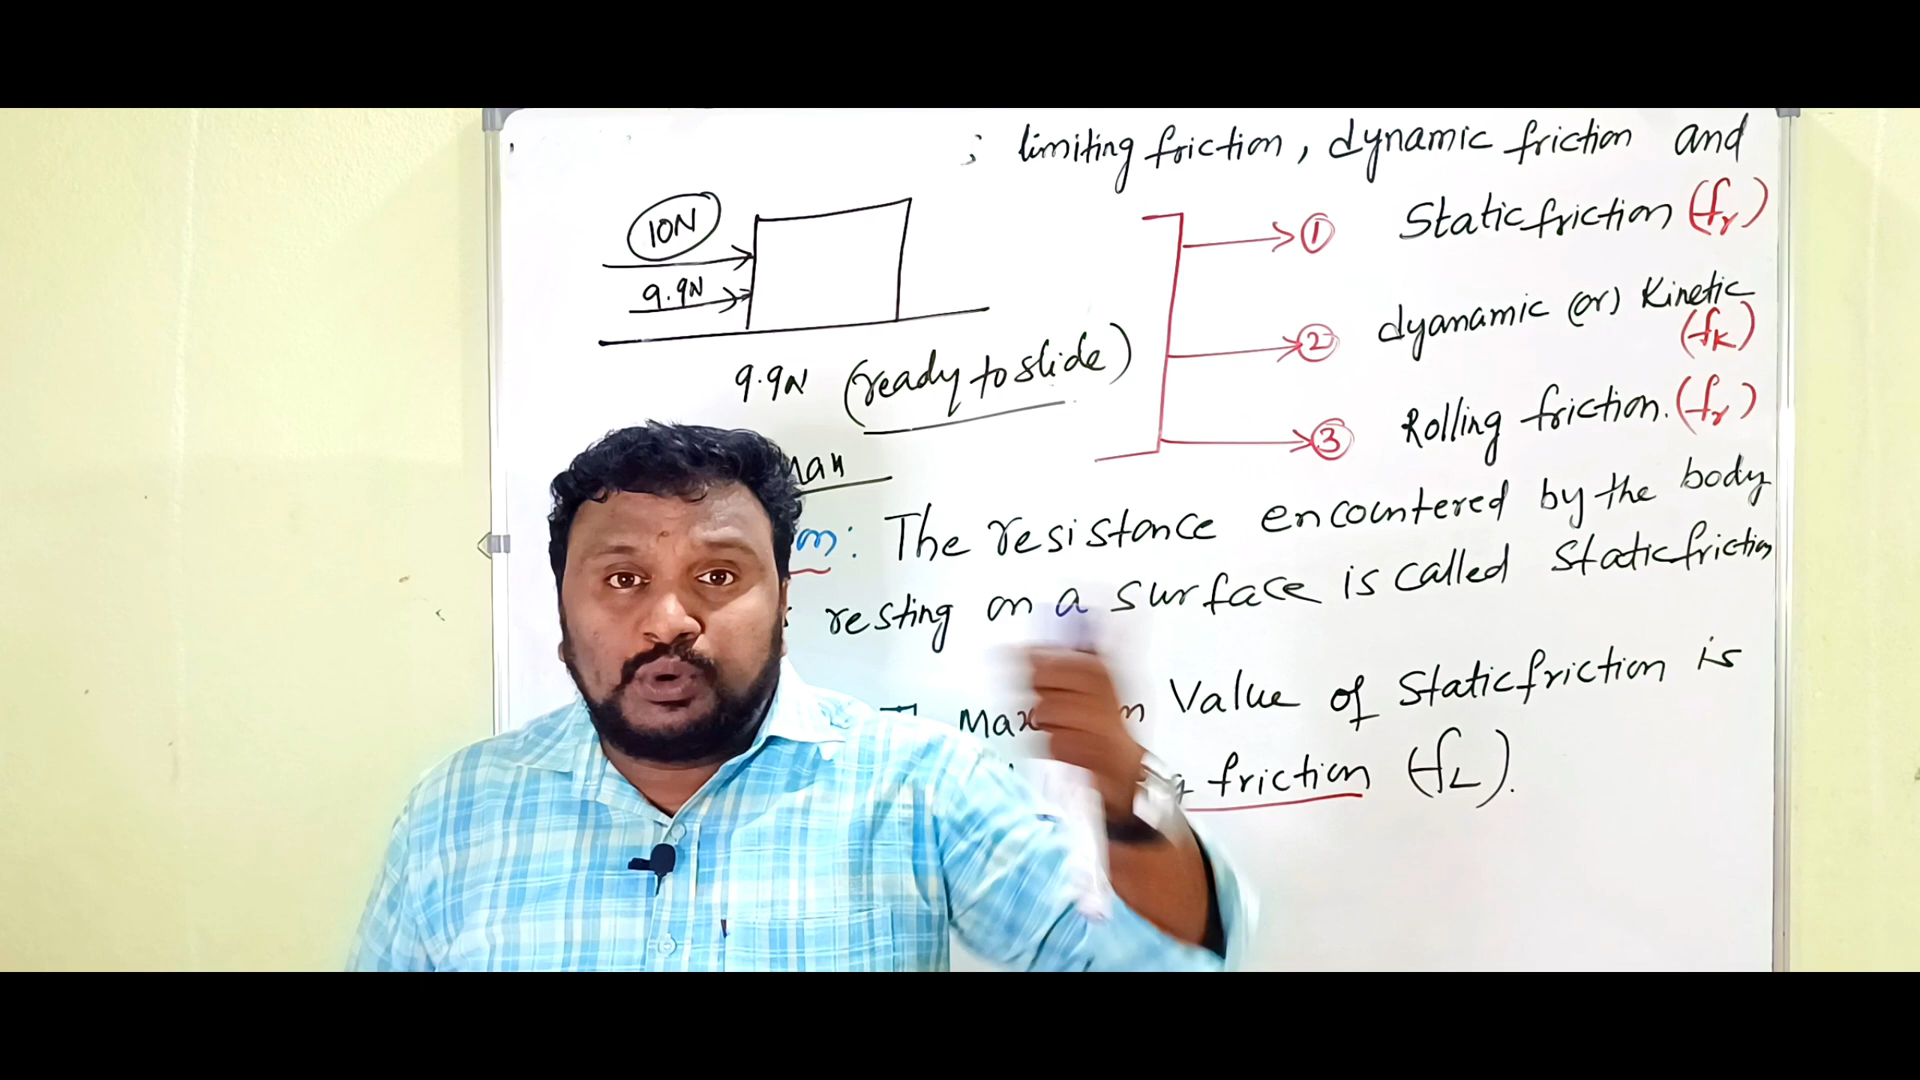 ; limiting friction, dynamic friction and
10N
9.9N
9.9N (ready to slide)
① Static friction (fr)
② dyanamic (or) Kinetic
(fK)
③ Rolling friction. (fr)
: The resistance encountered by the body
resting on a surface is called Static friction
Value of Static friction is
friction (fL).